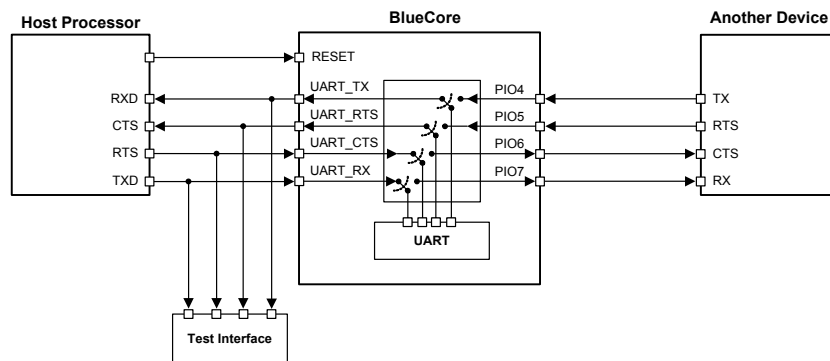 Host Processor
BlueCore
Another Device
RESET
RXD
UART_TX
PIO4
TX
CTS
UART_RTS
PIO5
RTS
RTS
UART_CTS
PIO6
CTS
TXD
UART_RX
PIO7
RX
UART
Test Interface